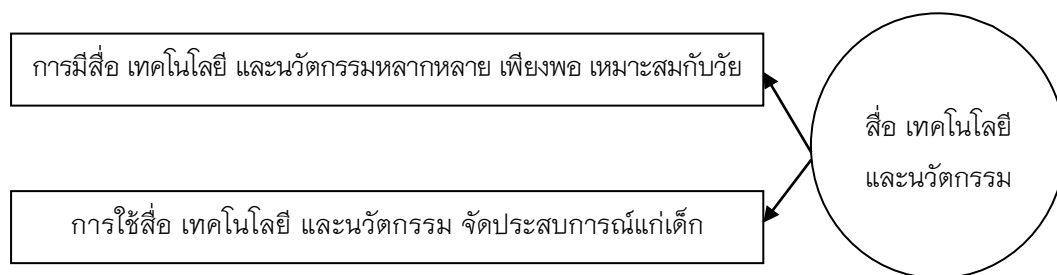 การมีสื่อ เทคโนโลยี และนวัตกรรมหลากหลาย เพียงพอ เหมาะสมกับวัย
สื่อ เทคโนโลยี
และนวัตกรรม
การใช้สื่อ เทคโนโลยี และนวัตกรรม จัดประสบการณ์แก่เด็ก